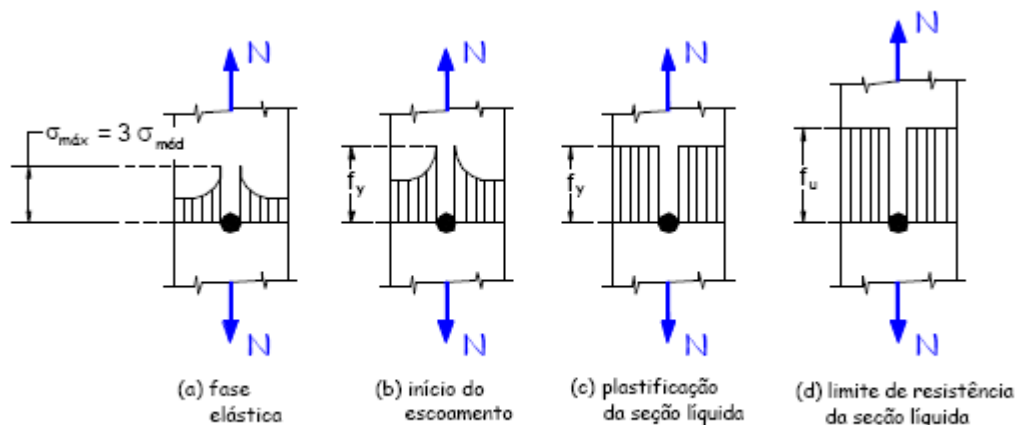 N N N N
σmáx = 3 σméd
fy fy fy fu
N N N N
(a) fase
elástica
(b) início do
escoamento
(c) plastificação
da seção líquida
(d) limite de resistência
da seção líquida